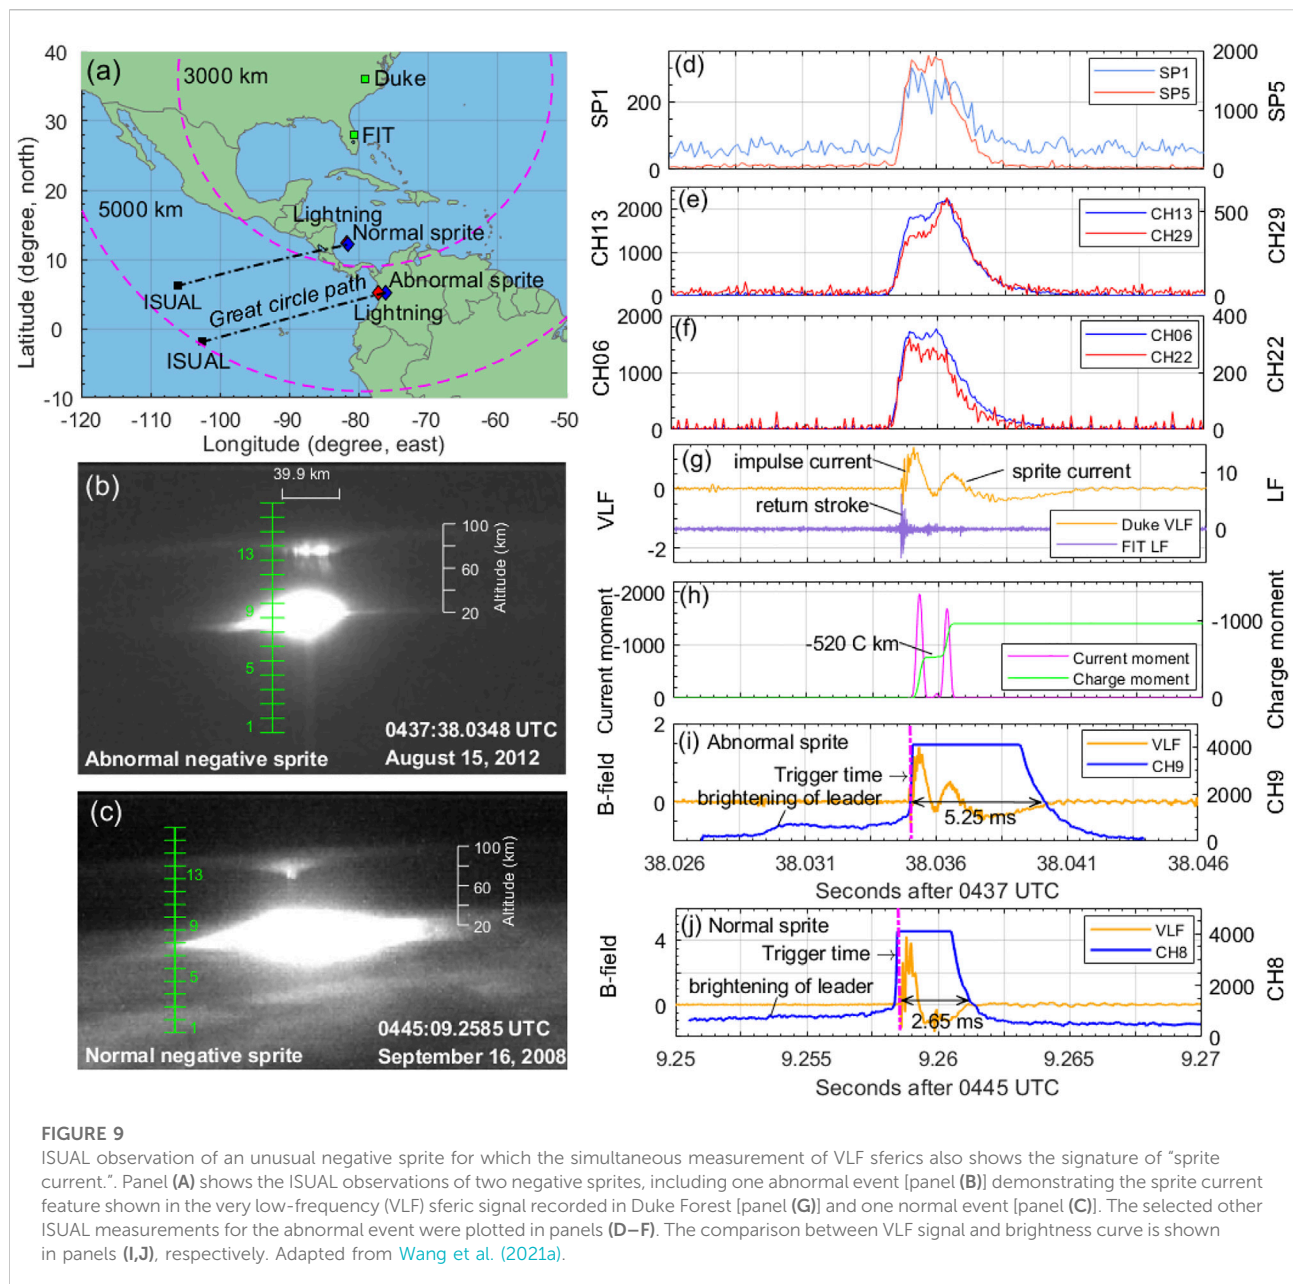 (a)
40
30
20
10
0
-10
-120
-110
-100
-90
-80
-70
-60
-50
Latitude (degree, north)
Longitude (degree, east)
3000 km
5000 km
Duke
FIT
Lightning
Normal sprite
ISUAL
Great circle path
Abnormal sprite
Lightning
ISUAL
(b)
39.9 km
13
9
5
1
100
60
20
Altitude (km)
0437:38.0348 UTC
Abnormal negative sprite
August 15, 2012
(c)
13
9
5
1
100
60
20
Altitude (km)
0445:09.2585 UTC
Normal negative sprite
September 16, 2008
(d)
SP1
200
0
SP1
SP5
2000
1000
0
SP5
(e)
CH13
2000
1000
0
CH13
CH29
500
0
CH29
(f)
CH06
2000
1000
0
CH06
CH22
400
200
0
CH22
(g)
VLF
0
-2
impulse current
sprite current
return stroke
Duke VLF
FIT LF
10
0
LF
(h)
Current moment
-2000
-1000
0
-520 C km
Current moment
Charge moment
-1000
0
Charge moment
(i) Abnormal sprite
B-field
2
0
Trigger time
brightening of leader
5.25 ms
VLF
CH9
4000
2000
0
CH9
38.026
38.031
38.036
38.041
38.046
Seconds after 0437 UTC
(j) Normal sprite
B-field
4
0
Trigger time
brightening of leader
2.65 ms
VLF
CH8
4000
2000
0
CH8
9.25
9.255
9.26
9.265
9.27
Seconds after 0445 UTC
FIGURE 9
ISUAL observation of an unusual negative sprite for which the simultaneous measurement of VLF sferics also shows the signature of “sprite
current.”. Panel (A) shows the ISUAL observations of two negative sprites, including one abnormal event [panel (B)] demonstrating the sprite current
feature shown in the very low-frequency (VLF) sferic signal recorded in Duke Forest [panel (G)] and one normal event [panel (C)]. The selected other
ISUAL measurements for the abnormal event were plotted in panels (D–F). The comparison between VLF signal and brightness curve is shown
in panels (I,J), respectively. Adapted from Wang et al. (2021a).